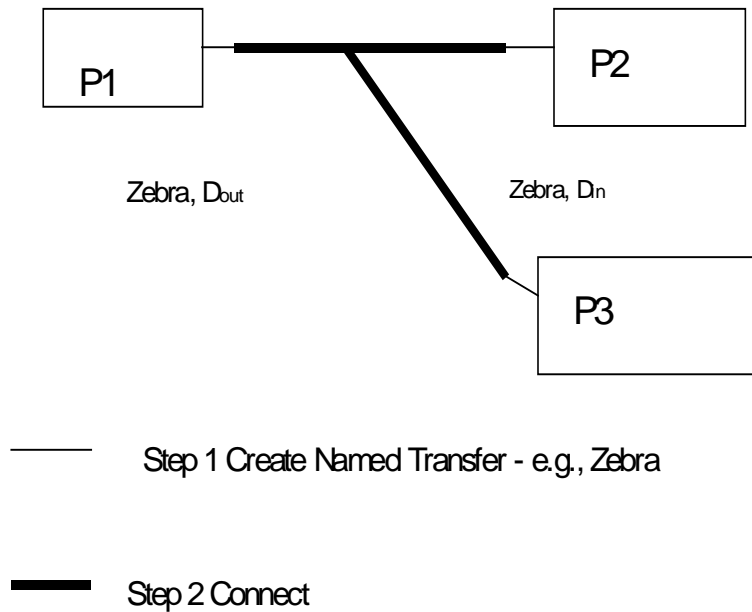 P1
P2
Zebra, Dout
Zebra, Din
P3
Step 1 Create Named Transfer - e.g., Zebra
Step 2 Connect